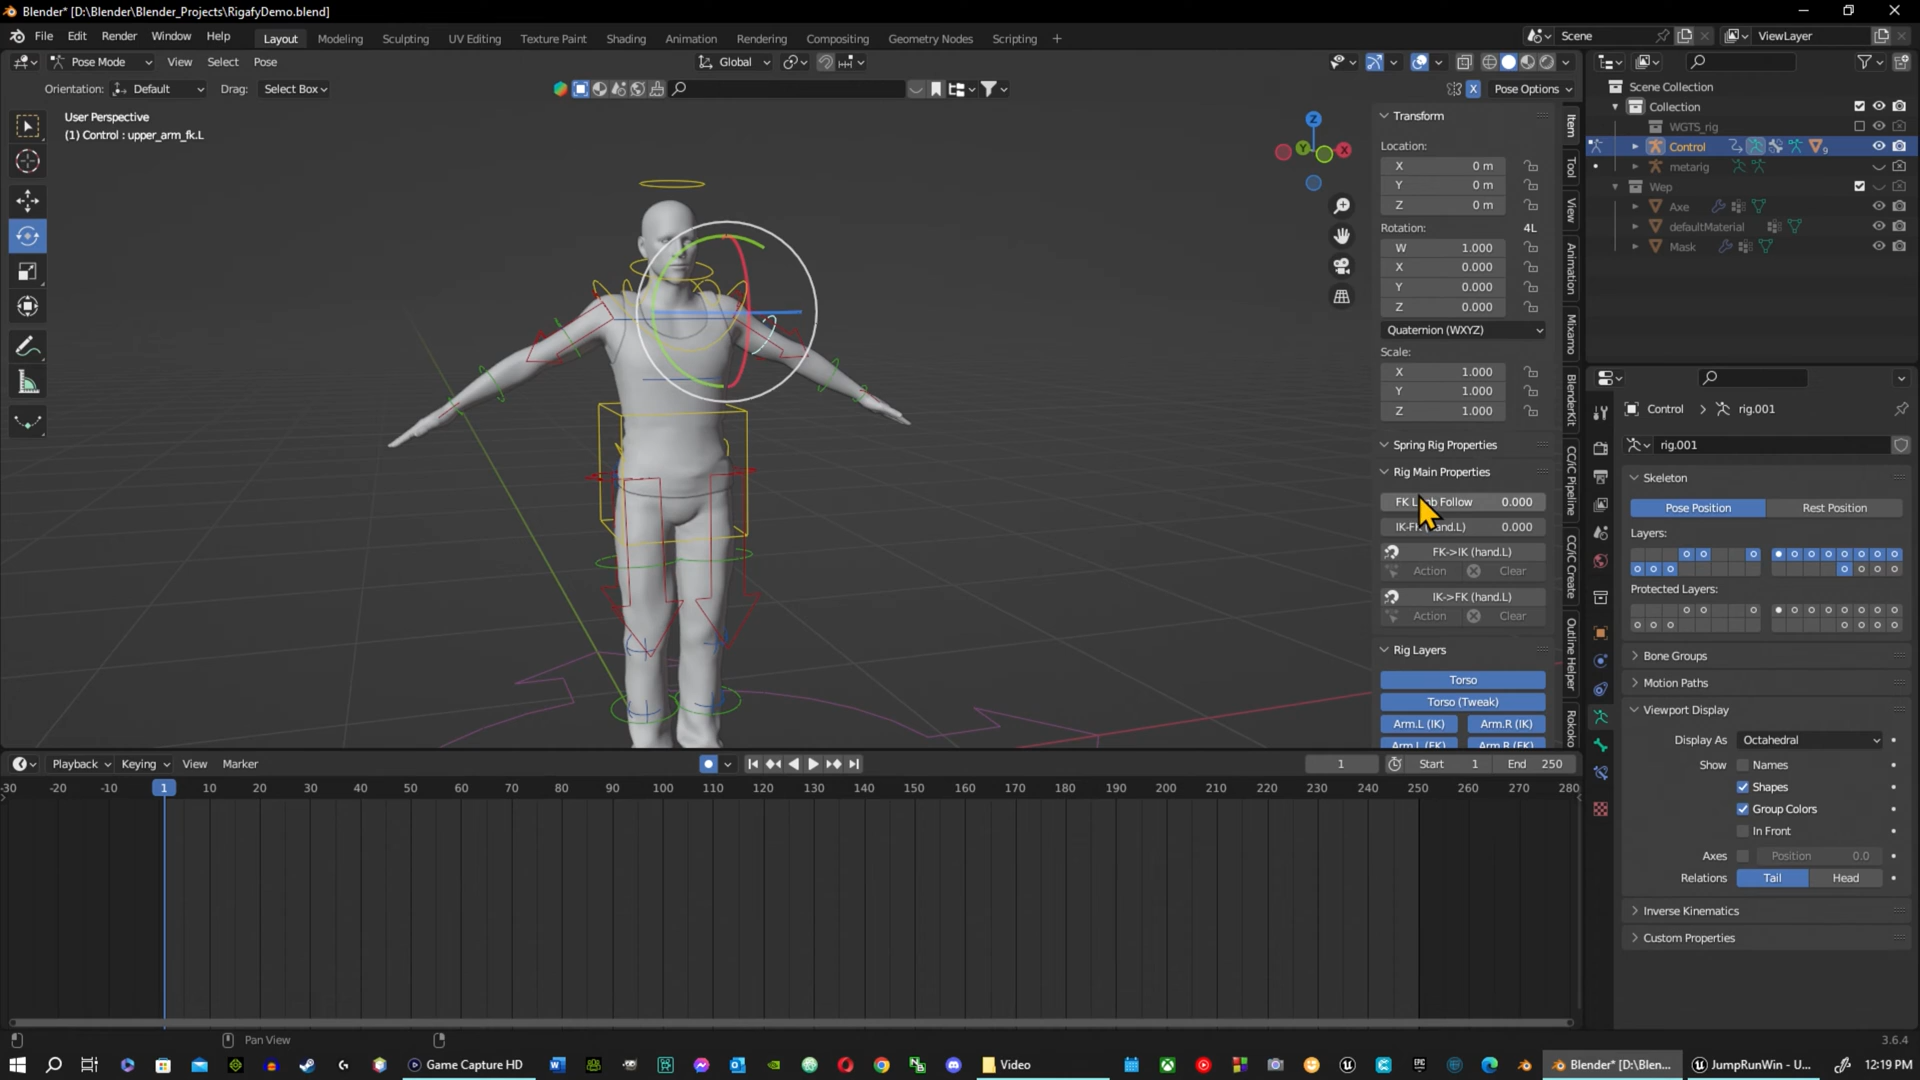 Blender* [D:\Blender\Blender_Projects\RigafyDemo.blend]
File Edit Render Window Help
Layout Modeling Sculpting UV Editing Texture Paint Shading Animation Rendering Compositing Geometry Nodes Scripting +
Scene
ViewLayer
Pose Mode View Select Pose
Global
Orientation: Default Drag: Select Box
Pose Options
User Perspective
(1) Control : upper_arm_fk.L
Z
Y
X
Transform
Location:
X 0 m
Y 0 m
Z 0 m
Rotation: 4L
W 1.000
X 0.000
Y 0.000
Z 0.000
Quaternion (WXYZ)
Scale:
X 1.000
Y 1.000
Z 1.000
Spring Rig Properties
Rig Main Properties
FK Limb Follow 0.000
IK-FK (hand.L) 0.000
FK->IK (hand.L)
Action Clear
IK->FK (hand.L)
Action Clear
Rig Layers
Torso
Torso (Tweak)
Arm.L (IK) Arm.R (IK)
Arm.L (FK) Arm.R (FK)
Item
Tool
View
Animation
Mixamo
BlenderKit
CC/iC Pipeline
CC/iC Create
Outline Helper
Rokoko
Scene Collection
Collection
WGTS_rig
Control 9
metarig
Wep
Axe
defaultMaterial
Mask
Control > rig.001
rig.001
Skeleton
Pose Position Rest Position
Layers:
Protected Layers:
Bone Groups
Motion Paths
Viewport Display
Display As Octahedral
Show Names
Shapes
Group Colors
In Front
Axes Position 0.0
Relations Tail Head
Inverse Kinematics
Custom Properties
Playback Keying View Marker
1 Start 1 End 250
-30 -20 -10 1 10 20 30 40 50 60 70 80 90 100 110 120 130 140 150 160 170 180 190 200 210 220 230 240 250 260 270 280
Pan View
3.6.4
Game Capture HD
Video
Blender* [D:\Blen...
JumpRunWin - U...
12:19 PM